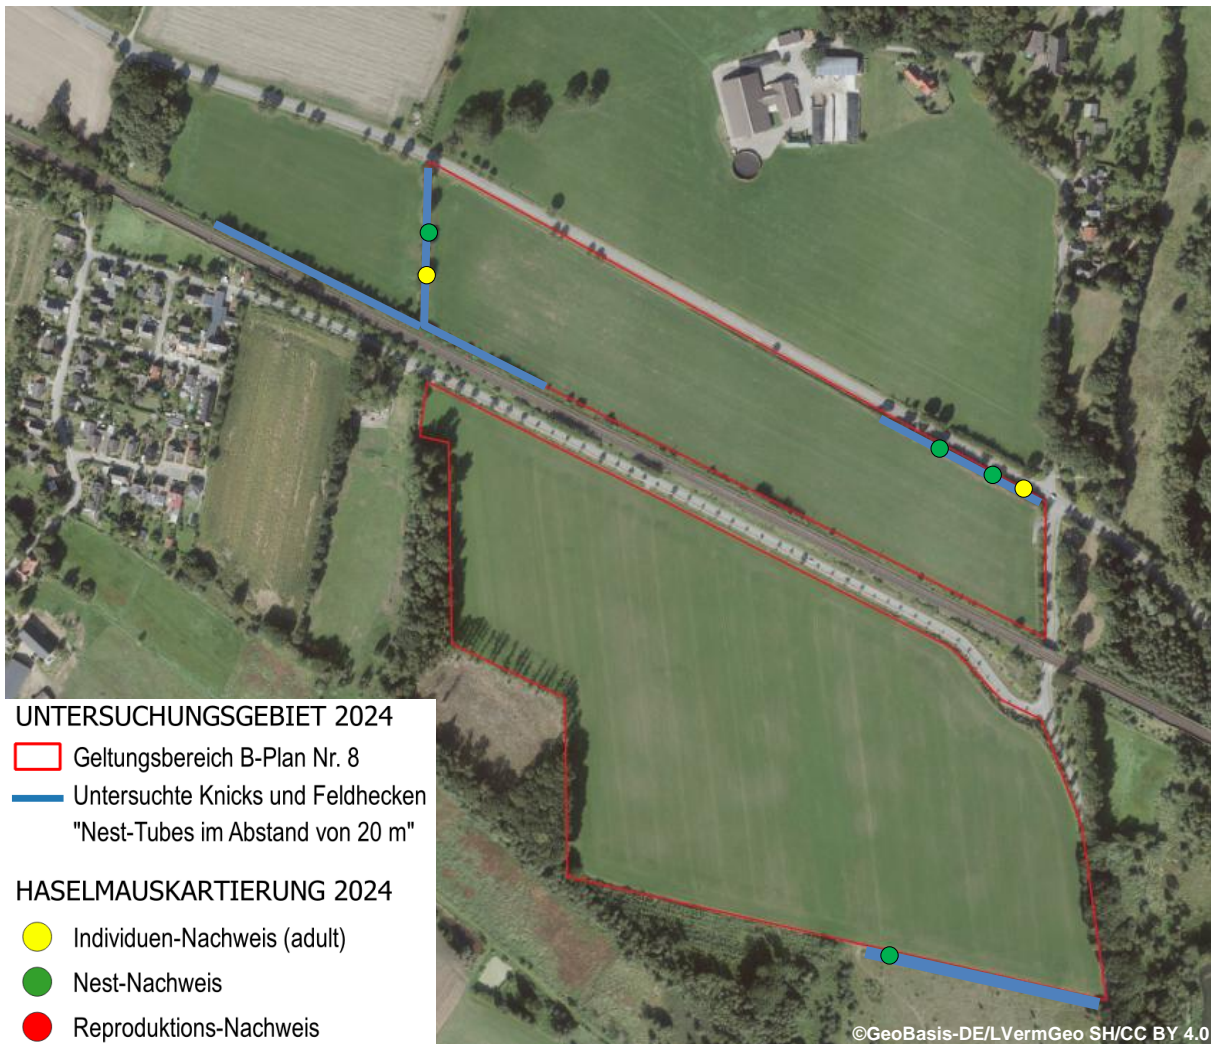 UNTERSUCHUNGSGEBIET 2024
Geltungsbereich B-Plan Nr. 8
Untersuchte Knicks und Feldhecken
"Nest-Tubes im Abstand von 20 m"
HASELMAUSKARTIERUNG 2024
Individuen-Nachweis (adult)
Nest-Nachweis
Reproduktions-Nachweis
©GeoBasis-DE/LVermGeo SH/CC BY 4.0